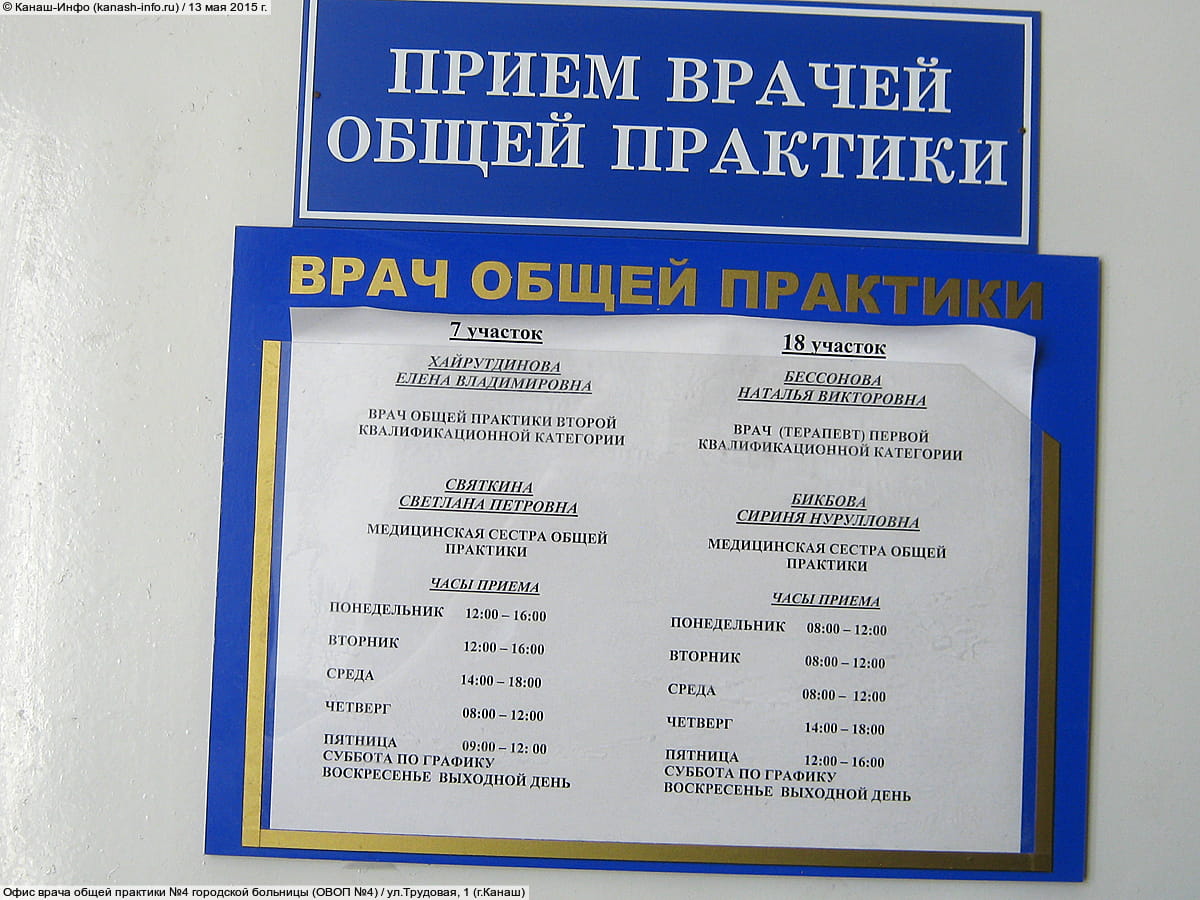 © Канаш-Инфо (kanash-info.ru) / 13 мая 2015 г.
ПРИЕМ ВРАЧЕЙ
ОБЩЕЙ ПРАКТИКИ
ВРАЧ ОБЩЕЙ ПРАКТИКИ
7 участок
ХАЙРУТДИНОВА
ЕЛЕНА ВЛАДИМИРОВНА
ВРАЧ ОБЩЕЙ ПРАКТИКИ ВТОРОЙ
КВАЛИФИКАЦИОННОЙ КАТЕГОРИИ
СВЯТКИНА
СВЕТЛАНА ПЕТРОВНА
МЕДИЦИНСКАЯ СЕСТРА ОБЩЕЙ
ПРАКТИКИ
ЧАСЫ ПРИЕМА
ПОНЕДЕЛЬНИК 12:00 – 16:00
ВТОРНИК 12:00 – 16:00
СРЕДА 14:00 – 18:00
ЧЕТВЕРГ 08:00 – 12:00
ПЯТНИЦА 09:00 – 12: 00
СУББОТА ПО ГРАФИКУ
ВОСКРЕСЕНЬЕ ВЫХОДНОЙ ДЕНЬ
18 участок
БЕССОНОВА
НАТАЛЬЯ ВИКТОРОВНА
ВРАЧ (ТЕРАПЕВТ) ПЕРВОЙ
КВАЛИФИКАЦИОННОЙ КАТЕГОРИИ
БИКБОВА
СИРИНЯ НУРУЛЛОВНА
МЕДИЦИНСКАЯ СЕСТРА ОБЩЕЙ
ПРАКТИКИ
ЧАСЫ ПРИЕМА
ПОНЕДЕЛЬНИК 08:00 – 12:00
ВТОРНИК 08:00 – 12:00
СРЕДА 08:00 – 12:00
ЧЕТВЕРГ 14:00 – 18:00
ПЯТНИЦА 12:00 – 16:00
СУББОТА ПО ГРАФИКУ
ВОСКРЕСЕНЬЕ ВЫХОДНОЙ ДЕНЬ
Офис врача общей практики №4 городской больницы (ОВОП №4) / ул.Трудовая, 1 (г.Канаш)